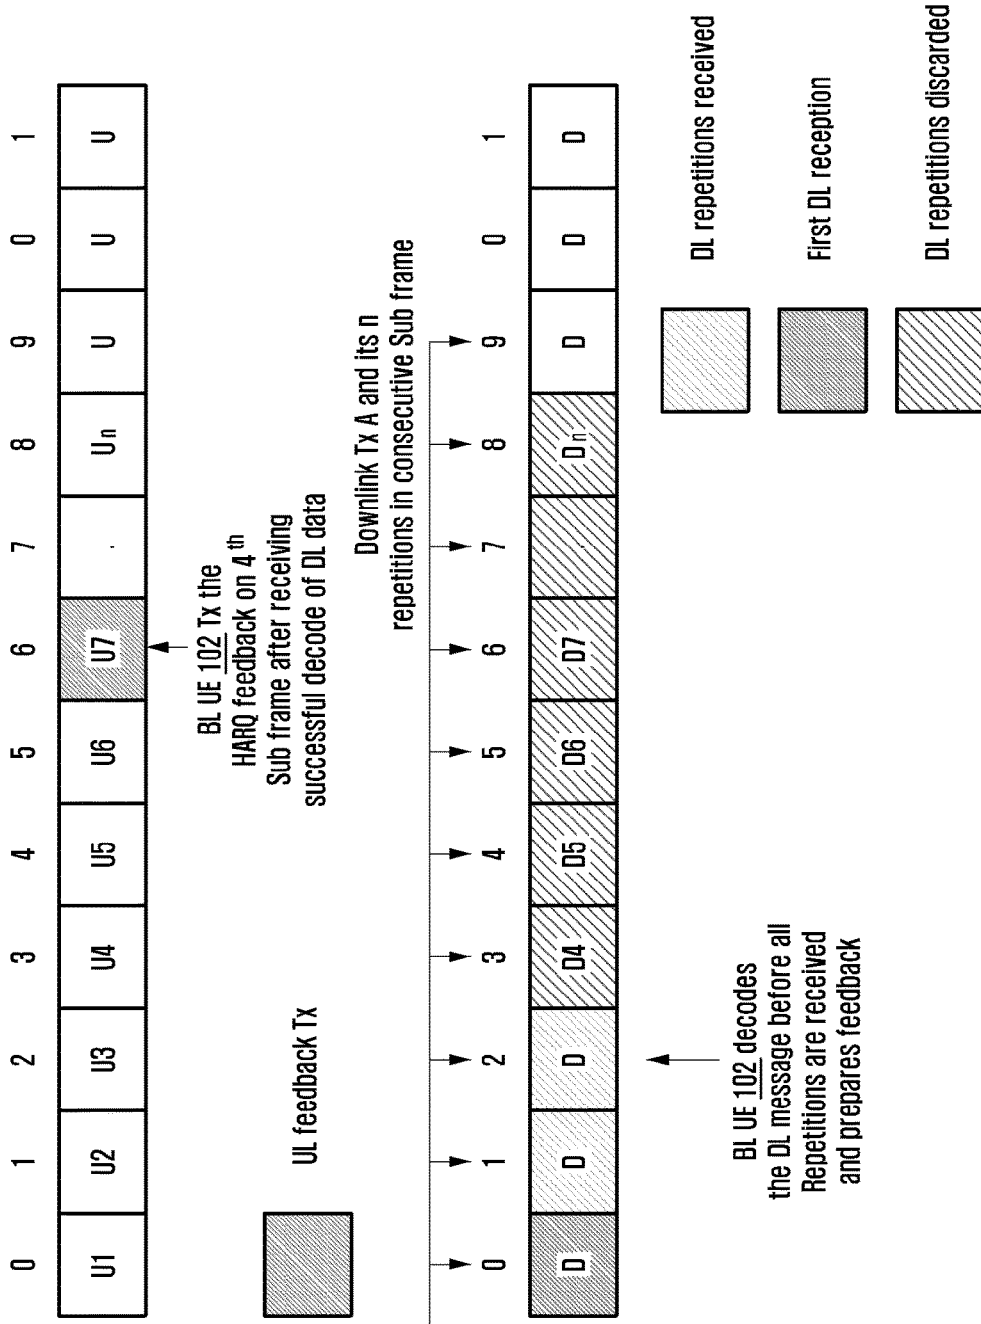 0 1 2 3 4 5 6 7 8 9 0 1
U1 U2 U3 U4 U5 U6 U7 . Un U U U
UL feedback Tx
BL UE 102 Tx the
HARQ feedback on 4th
Sub frame after receiving
successful decode of DL data
Downlink Tx A and its n
repetitions in consecutive Sub frame
0 1 2 3 4 5 6 7 8 9 0 1
D D D D4 D5 D6 D7 . Dn D D D
BL UE 102 decodes
the DL message before all
Repetitions are received
and prepares feedback
DL repetitions received
First DL reception
DL repetitions discarded